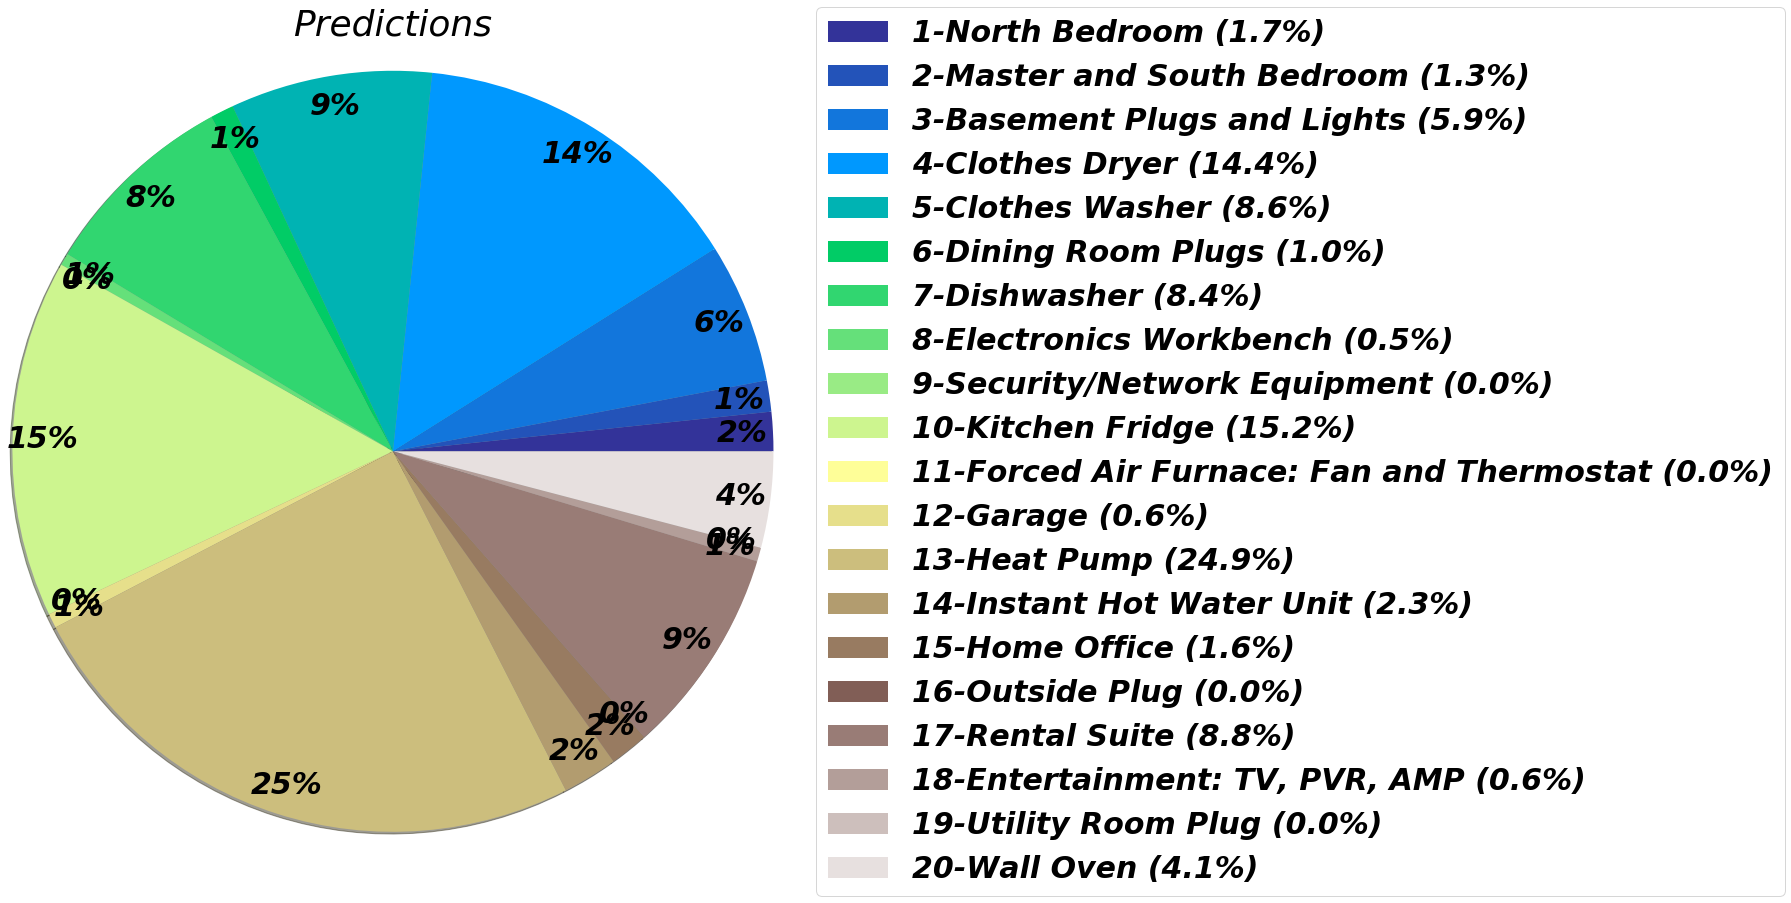 Predictions
9%
14%
1%
8%
6%
1%
0%
1%
2%
15%
4%
0%
1%
0%
1%
9%
0%
2%
2%
25%
1-North Bedroom (1.7%)
2-Master and South Bedroom (1.3%)
3-Basement Plugs and Lights (5.9%)
4-Clothes Dryer (14.4%)
5-Clothes Washer (8.6%)
6-Dining Room Plugs (1.0%)
7-Dishwasher (8.4%)
8-Electronics Workbench (0.5%)
9-Security/Network Equipment (0.0%)
10-Kitchen Fridge (15.2%)
11-Forced Air Furnace: Fan and Thermostat (0.0%)
12-Garage (0.6%)
13-Heat Pump (24.9%)
14-Instant Hot Water Unit (2.3%)
15-Home Office (1.6%)
16-Outside Plug (0.0%)
17-Rental Suite (8.8%)
18-Entertainment: TV, PVR, AMP (0.6%)
19-Utility Room Plug (0.0%)
20-Wall Oven (4.1%)